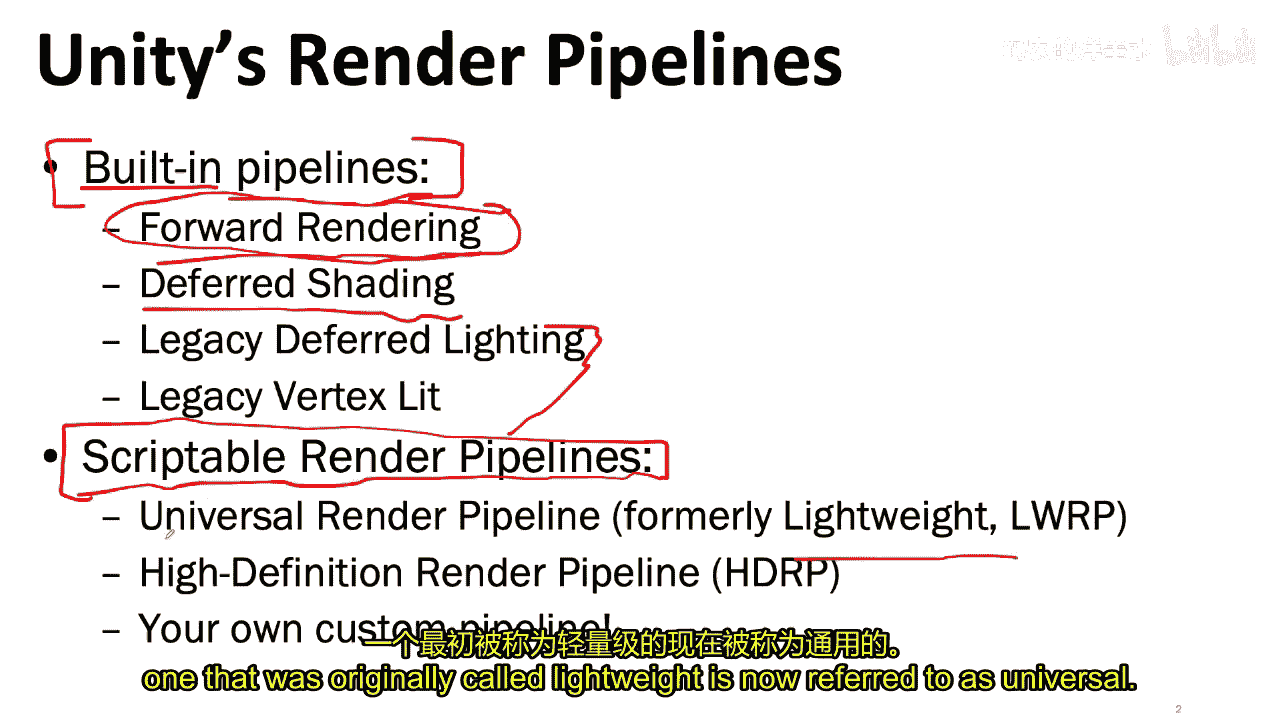 Unity's Render Pipelines
• Built-in pipelines:
– Forward Rendering
– Deferred Shading
– Legacy Deferred Lighting
– Legacy Vertex Lit
• Scriptable Render Pipelines:
– Universal Render Pipeline (formerly Lightweight, LWRP)
– High-Definition Render Pipeline (HDRP)
– Your own custom pipeline!
一个最初被称为轻量级的现在被称为通用的。
one that was originally called lightweight is now referred to as universal.
2
bilibili